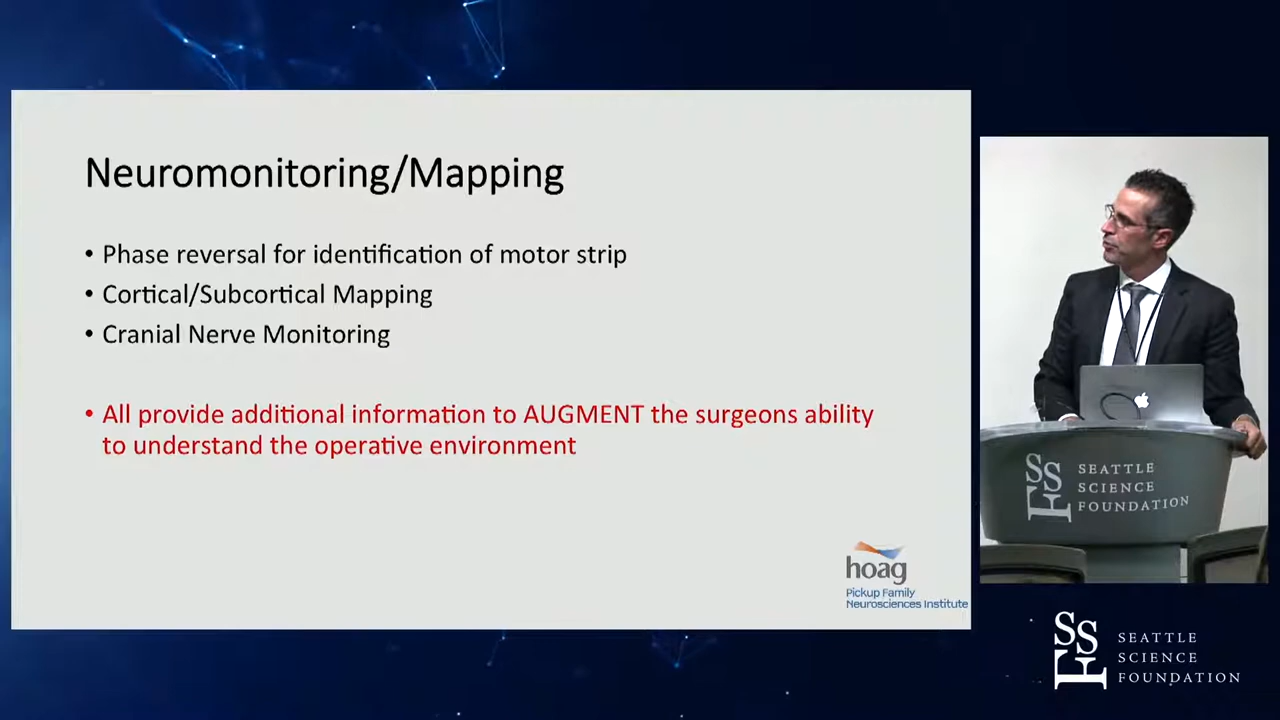 Neuromonitoring/Mapping
• Phase reversal for identification of motor strip
• Cortical/Subcortical Mapping
• Cranial Nerve Monitoring
• All provide additional information to AUGMENT the surgeons ability
to understand the operative environment
hoag
Pickup Family
Neurosciences Institute
SSF
SEATTLE
SCIENCE
FOUNDATION
SSF
SEATTLE
SCIENCE
FOUNDATION